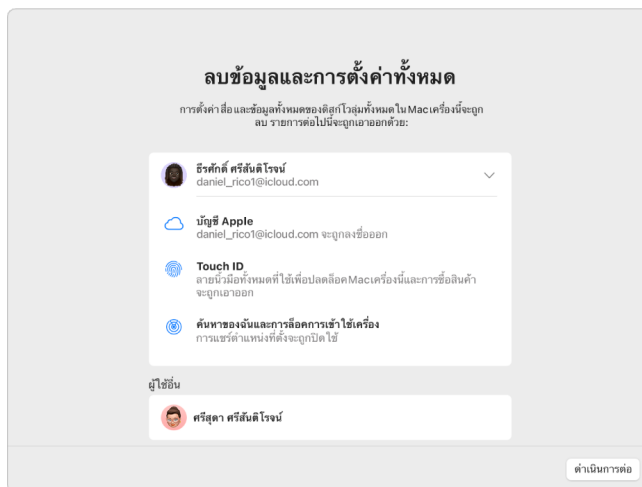 ลบข้อมูลและการตั้งค่าทั้งหมด
การตั้งค่า สื่อ และข้อมูลทั้งหมดของดิสก์โวลุ่มทั้งหมด ใน Mac เครื่องนี้จะถูก
ลบ รายการต่อไปนี้จะถูกเอาออกด้วย:
ธีรศักดิ์ ศรีสันติโรจน์
daniel_rico1@icloud.com
บัญชี Apple
daniel_rico1@icloud.com จะถูกลงชื่อออก
Touch ID
ลายนิ้วมือทั้งหมดที่ใช้เพื่อปลดล็อค Mac เครื่องนี้และการซื้อสินค้า
จะถูกเอาออก
ค้นหาของฉันและการล็อคการเข้าใช้เครื่อง
การแชร์ตำแหน่งที่ตั้งจะถูกปิดใช้
ผู้ใช้อื่น
ศรีสุดา ศรีสันติโรจน์
ดำเนินการต่อ